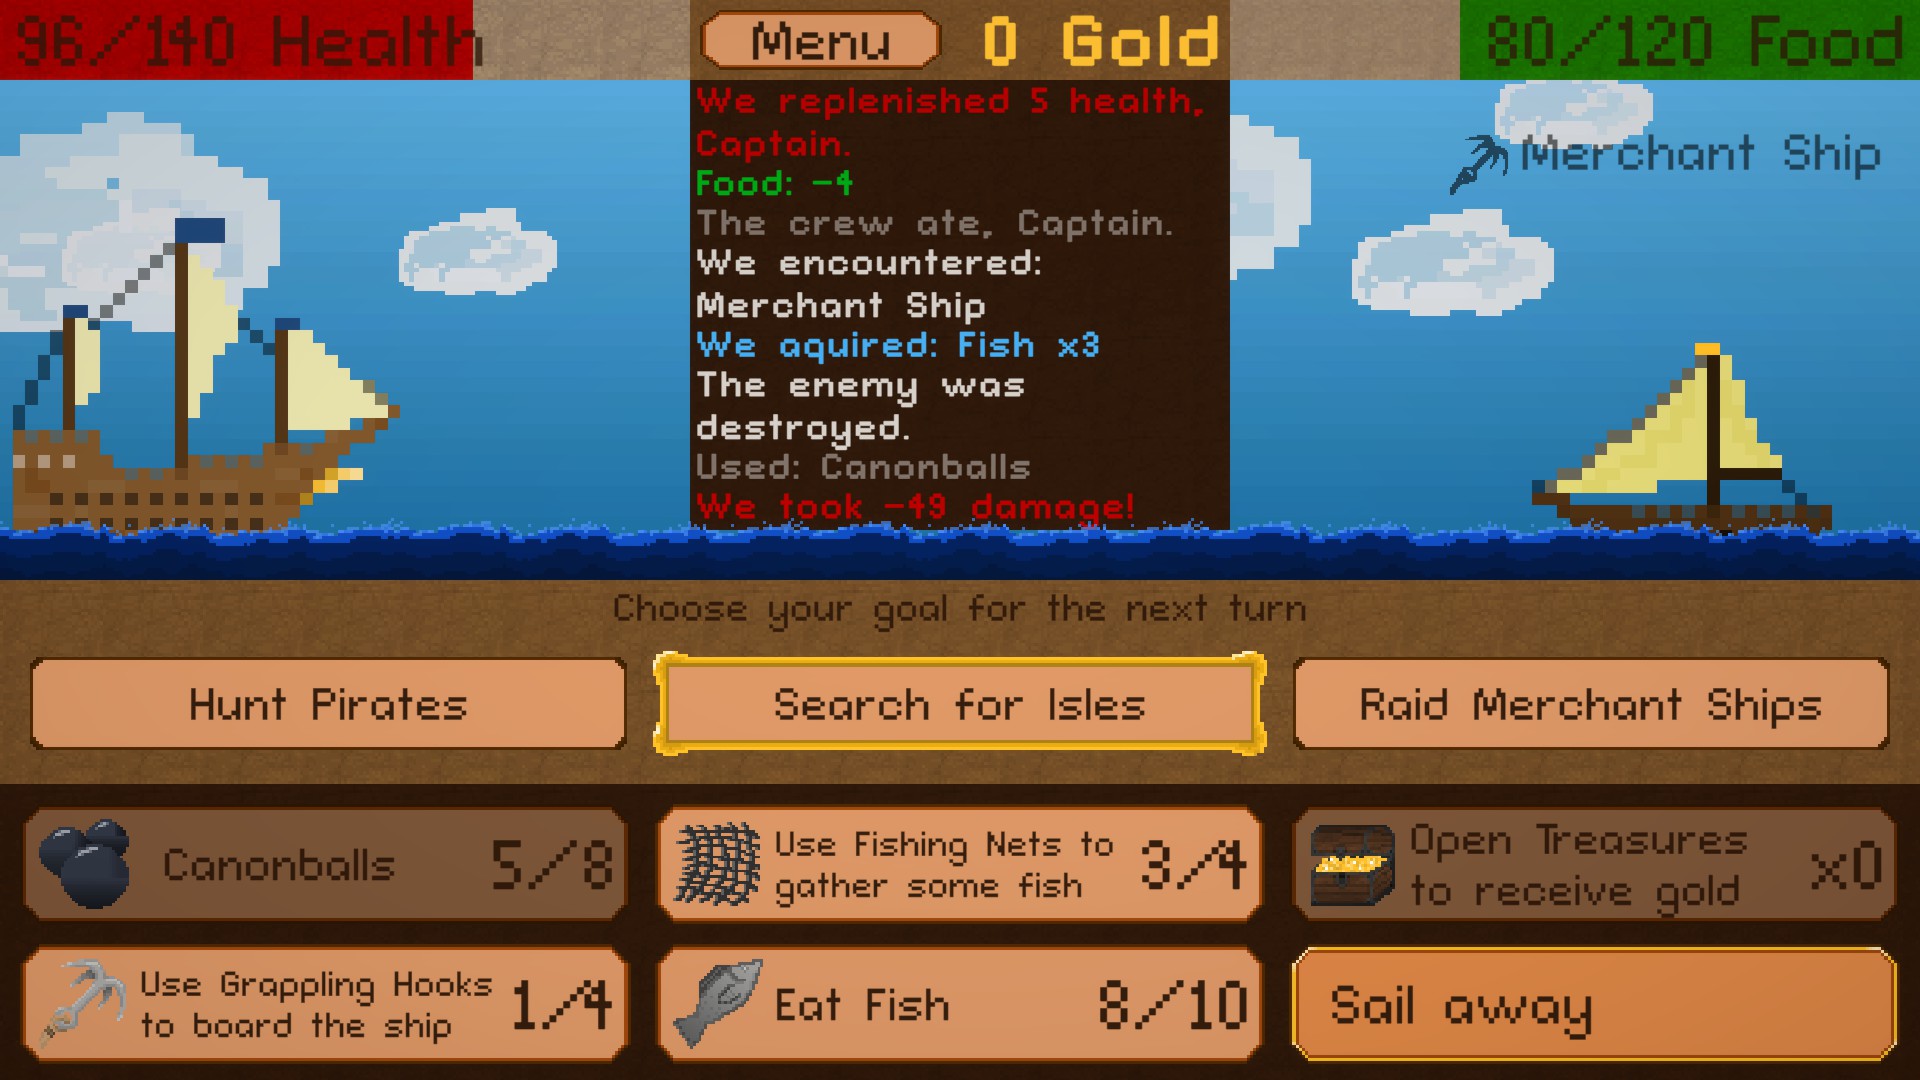 96/140 Health
Menu
0 Gold
80/120 Food
We replenished 5 health,
Captain.
Food: -4
The crew ate, Captain.
We encountered:
Merchant Ship
We aquired: Fish x3
The enemy was
destroyed.
Used: Canonballs
We took -49 damage!
Merchant Ship
Choose your goal for the next turn
Hunt Pirates
Search for Isles
Raid Merchant Ships
Canonballs 5/8
Use Fishing Nets to
gather some fish
3/4
Open Treasures
to receive gold
x0
Use Grappling Hooks
to board the ship
1/4
Eat Fish 8/10
Sail away